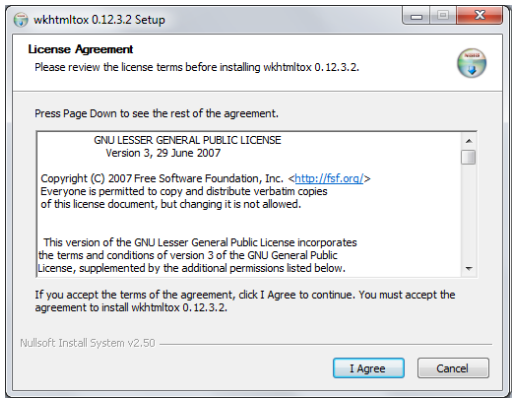 wkhtmltox 0.12.3.2 Setup
License Agreement
Please review the license terms before installing wkhtmltox 0.12.3.2.
Press Page Down to see the rest of the agreement.
GNU LESSER GENERAL PUBLIC LICENSE
Version 3, 29 June 2007
Copyright (C) 2007 Free Software Foundation, Inc. <http://fsf.org/>
Everyone is permitted to copy and distribute verbatim copies
of this license document, but changing it is not allowed.
This version of the GNU Lesser General Public License incorporates
the terms and conditions of version 3 of the GNU General Public
License, supplemented by the additional permissions listed below.
If you accept the terms of the agreement, click I Agree to continue. You must accept the
agreement to install wkhtmltox 0.12.3.2.
Nullsoft Install System v2.50
I Agree
Cancel